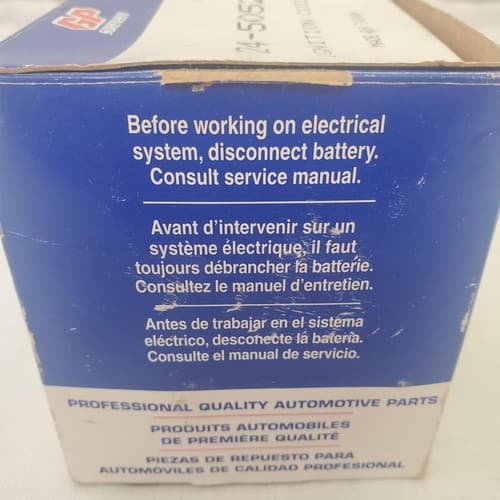 Before working on electrical
system, disconnect battery.
Consult service manual.
Avant d'intervenir sur un
système électrique, il faut
toujours débrancher la batterie.
Consultez le manuel d'entretien.
Antes de trabajar en el sistema
eléctrico, desconecte la batería.
Consulte el manual de servicio.
PROFESSIONAL QUALITY AUTOMOTIVE PARTS
PRODUITS AUTOMOBILES
DE PREMIÈRE QUALITÉ
PIEZAS DE REPUESTO PARA
AUTOMÓVILES DE CALIDAD PROFESIONAL